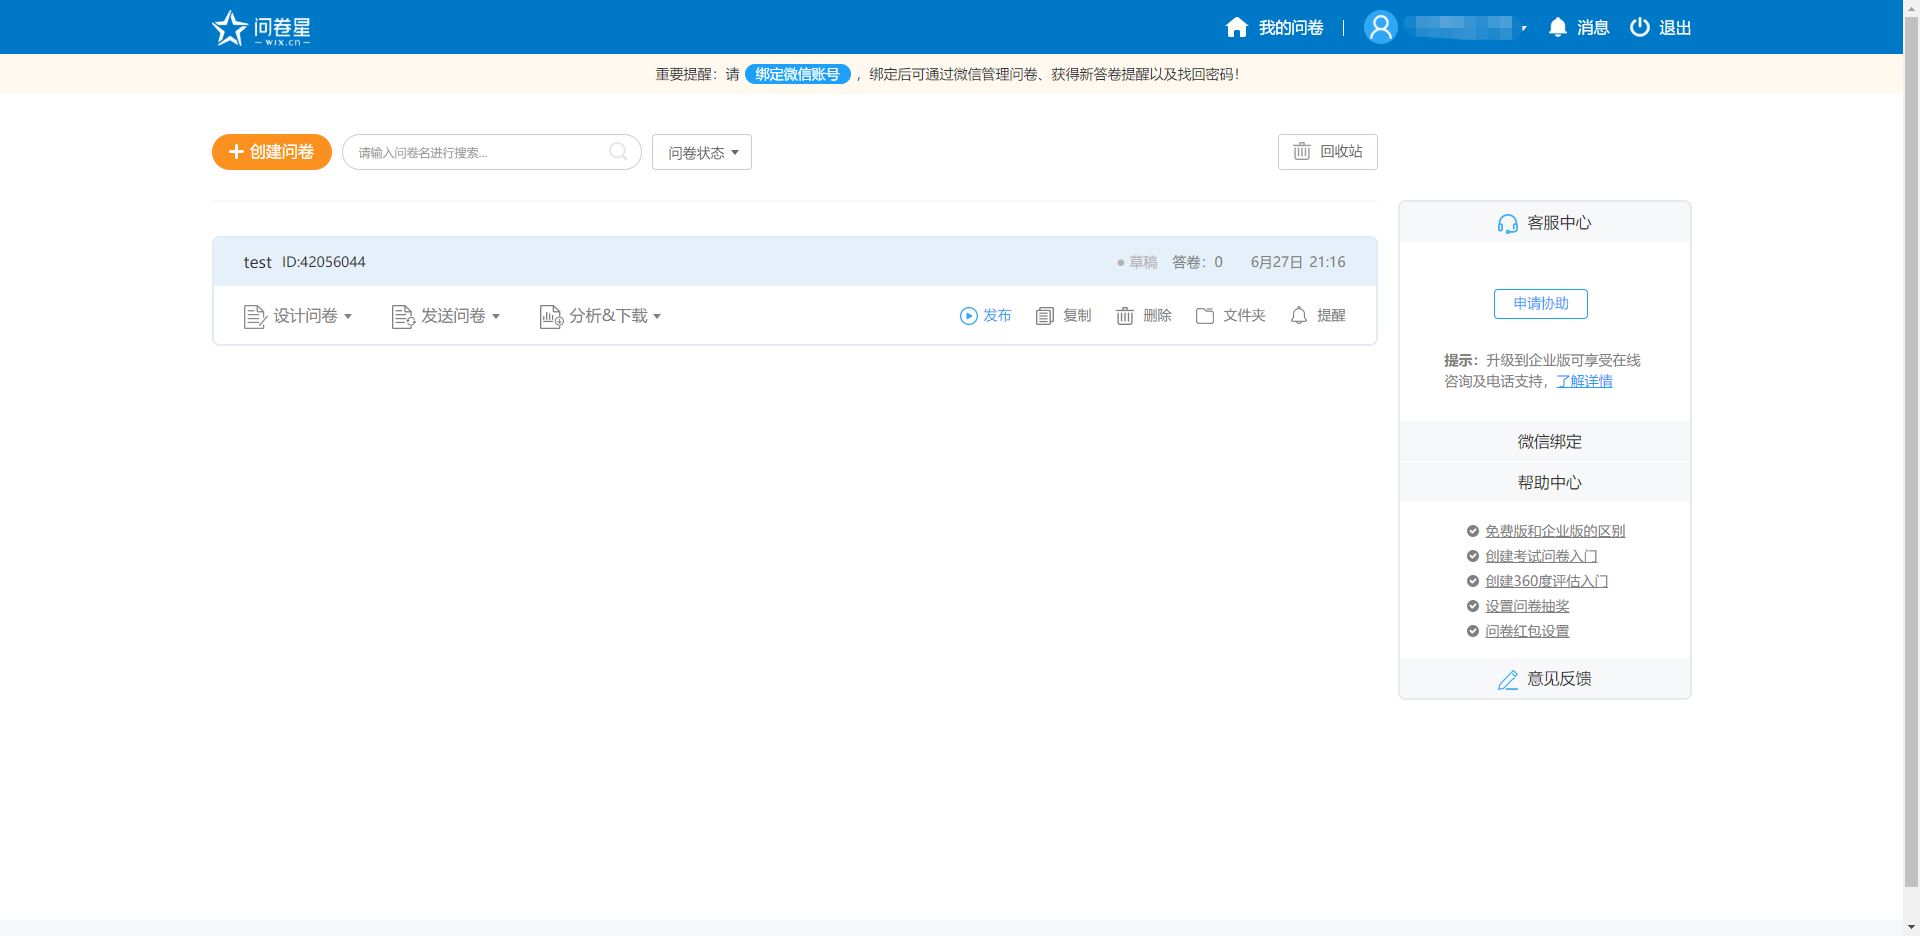 问卷星
wjx.cn
我的问卷
消息
退出
重要提醒：请 绑定微信账号 ，绑定后可通过微信管理问卷、获得新答卷提醒以及找回密码！
创建问卷
请输入问卷名进行搜索...
问卷状态
回收站
test ID:42056044
草稿 答卷：0 6月27日 21:16
设计问卷
发送问卷
分析&下载
发布
复制
删除
文件夹
提醒
客服中心
申请协助
提示：升级到企业版可享受在线
咨询及电话支持，了解详情
微信绑定
帮助中心
免费版和企业版的区别
创建考试问卷入门
创建360度评估入门
设置问卷抽奖
问卷红包设置
意见反馈